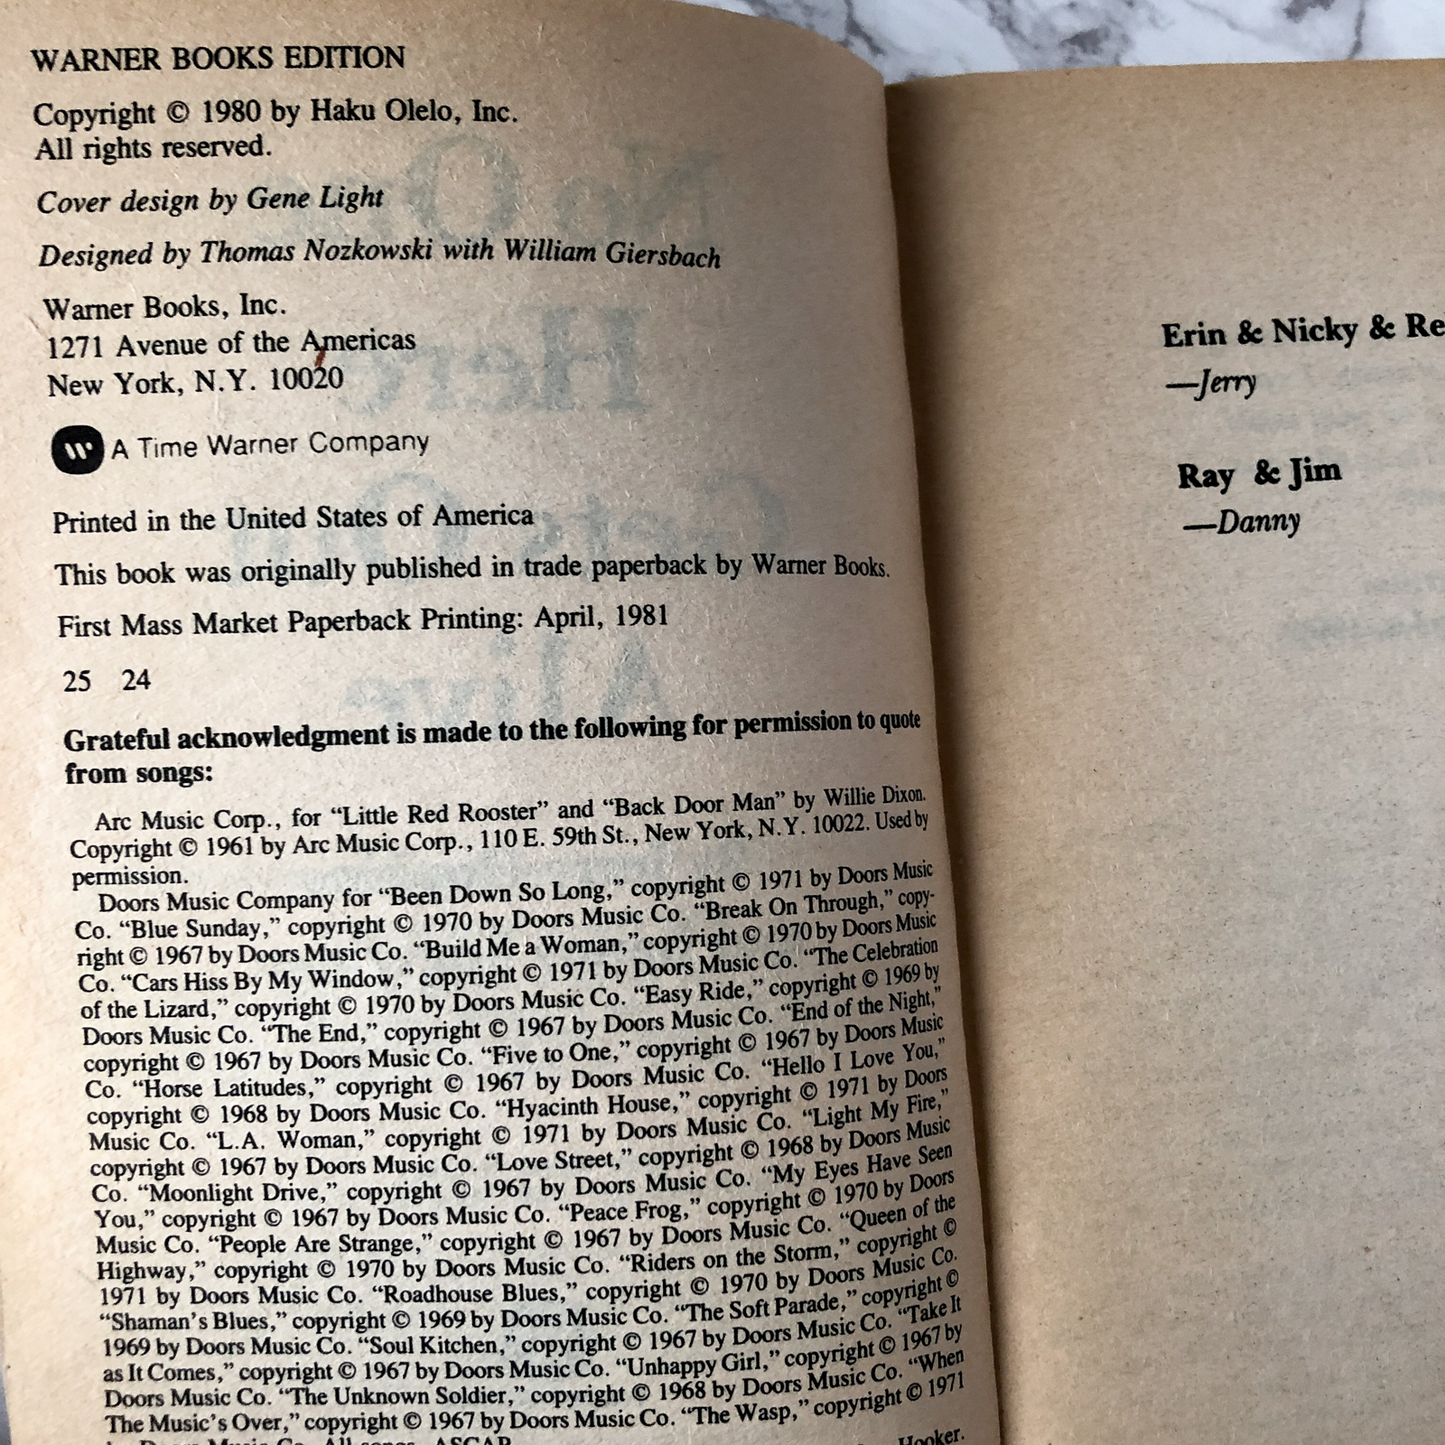 WARNER BOOKS EDITION
Copyright © 1980 by Haku Olelo, Inc.
All rights reserved.
Cover design by Gene Light
Designed by Thomas Nozkowski with William Giersbach
Warner Books, Inc.
1271 Avenue of the Americas
New York, N.Y. 10020
W A Time Warner Company
Printed in the United States of America
This book was originally published in trade paperback by Warner Books.
First Mass Market Paperback Printing: April, 1981
25 24
Grateful acknowledgment is made to the following for permission to quote
from songs:
Arc Music Corp., for “Little Red Rooster” and “Back Door Man” by Willie Dixon.
Copyright © 1961 by Arc Music Corp., 110 E. 59th St., New York, N.Y. 10022. Used by
permission.
Doors Music Company for “Been Down So Long,” copyright © 1971 by Doors Music
Co. “Blue Sunday,” copyright © 1970 by Doors Music Co. “Break On Through,” copy-
right © 1967 by Doors Music Co. “Build Me a Woman,” copyright © 1970 by Doors Music
Co. “Cars Hiss By My Window,” copyright © 1971 by Doors Music Co. “The Celebration
of the Lizard,” copyright © 1970 by Doors Music Co. “Easy Ride,” copyright © 1969 by
Doors Music Co. “The End,” copyright © 1967 by Doors Music Co. “End of the Night,”
copyright © 1967 by Doors Music Co. “Five to One,” copyright © 1967 by Doors Music
Co. “Horse Latitudes,” copyright © 1967 by Doors Music Co. “Hello I Love You,”
copyright © 1968 by Doors Music Co. “Hyacinth House,” copyright © 1971 by Doors
Music Co. “L.A. Woman,” copyright © 1971 by Doors Music Co. “Light My Fire,”
copyright © 1967 by Doors Music Co. “Love Street,” copyright © 1968 by Doors Music
Co. “Moonlight Drive,” copyright © 1967 by Doors Music Co. “My Eyes Have Seen
You,” copyright © 1967 by Doors Music Co. “Peace Frog,” copyright © 1970 by Doors
Music Co. “People Are Strange,” copyright © 1967 by Doors Music Co. “Queen of the
Highway,” copyright © 1970 by Doors Music Co. “Riders on the Storm,” copyright ©
1971 by Doors Music Co. “Roadhouse Blues,” copyright © 1970 by Doors Music Co.
“Shaman’s Blues,” copyright © 1969 by Doors Music Co. “The Soft Parade,” copyright ©
1969 by Doors Music Co. “Soul Kitchen,” copyright © 1967 by Doors Music Co. “Take It
as It Comes,” copyright © 1967 by Doors Music Co. “Unhappy Girl,” copyright © 1967 by
Doors Music Co. “The Unknown Soldier,” copyright © 1968 by Doors Music Co. “When
The Music’s Over,” copyright © 1967 by Doors Music Co. “The Wasp,” copyright © 1971
by Doors Music Co. All songs, ASCAP
Hooker.
Erin & Nicky & Re
—Jerry
Ray & Jim
—Danny